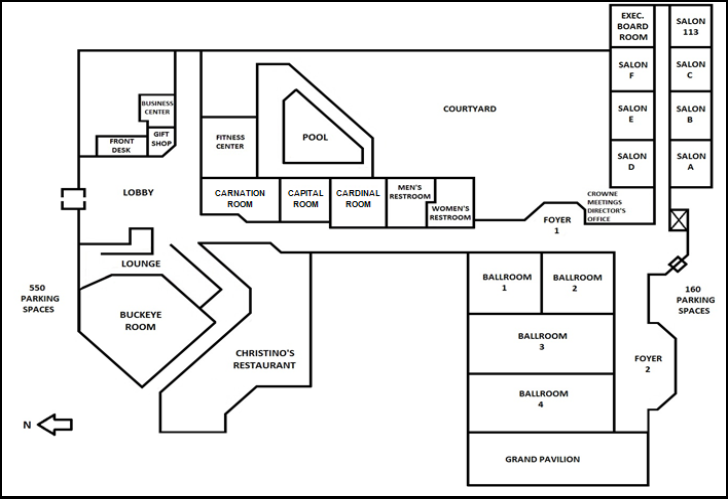 EXEC.
BOARD
ROOM
SALON
113
SALON
F
SALON
C
BUSINESS
CENTER
COURTYARD
SALON
E
SALON
B
GIFT
SHOP
FRONT
DESK
FITNESS
CENTER
POOL
SALON
D
SALON
A
LOBBY
CARNATION
ROOM
CAPITAL
ROOM
CARDINAL
ROOM
MEN'S
RESTROOM
WOMEN'S
RESTROOM
CROWNE
MEETINGS
DIRECTOR'S
OFFICE
FOYER
1
LOUNGE
550
PARKING
SPACES
BUCKEYE
ROOM
BALLROOM
1
BALLROOM
2
160
PARKING
SPACES
CHRISTINO'S
RESTAURANT
BALLROOM
3
FOYER
2
BALLROOM
4
N
GRAND PAVILION